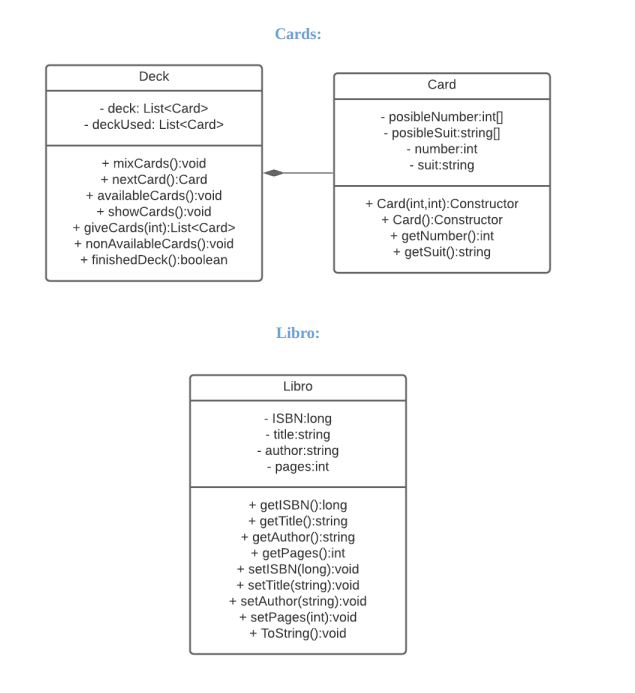 Cards:
Deck
- deck: List<Card>
- deckUsed: List<Card>
+ mixCards():void
+ nextCard():Card
+ availableCards():void
+ showCards():void
+ giveCards(int):List<Card>
+ nonAvailableCards():void
+ finishedDeck():boolean
Card
- posibleNumber:int[]
- posibleSuit:string[]
- number:int
- suit:string
+ Card(int,int):Constructor
+ Card():Constructor
+ getNumber():int
+ getSuit():string
Libro:
Libro
- ISBN:long
- title:string
- author:string
- pages:int
+ getISBN():long
+ getTitle():string
+ getAuthor():string
+ getPages():int
+ setISBN(long):void
+ setTitle(string):void
+ setAuthor(string):void
+ setPages(int):void
+ ToString():void